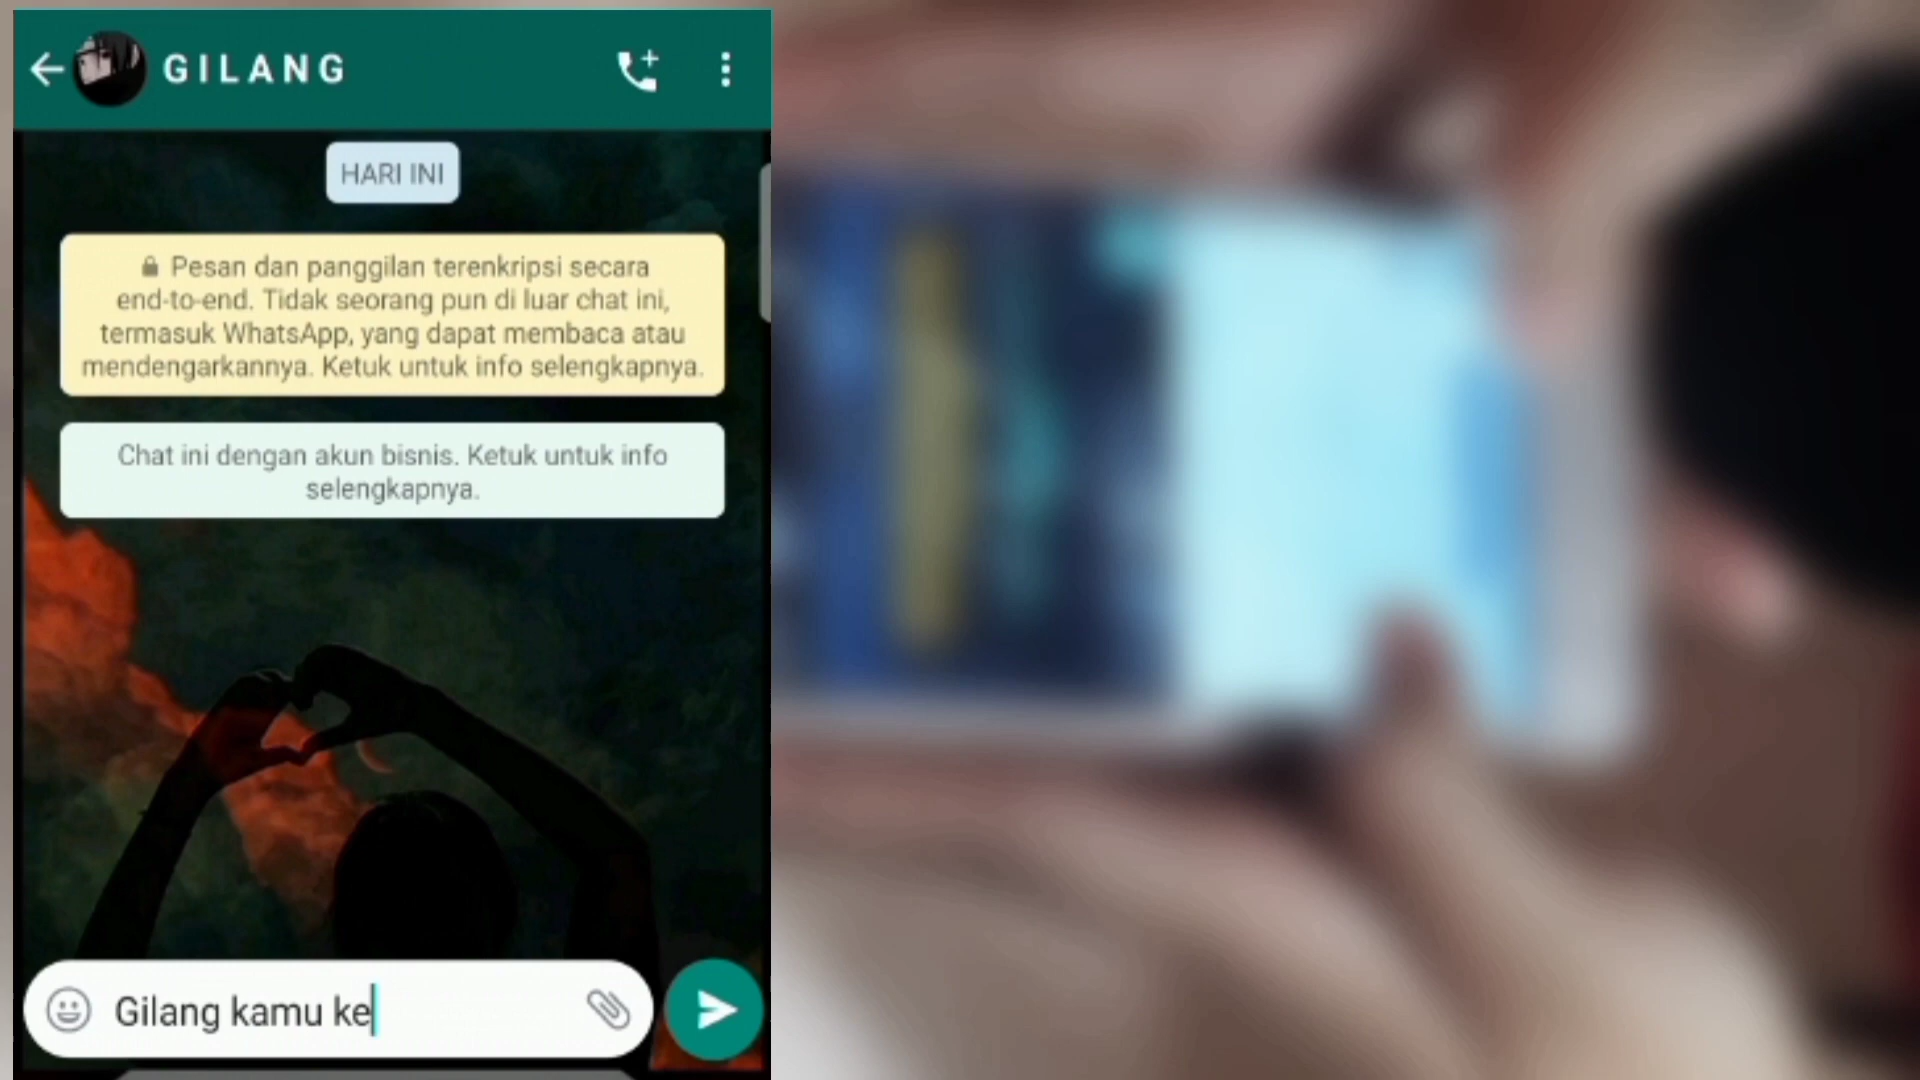 GILANG
HARI INI
Pesan dan panggilan terenkripsi secara
end-to-end. Tidak seorang pun di luar chat ini,
termasuk WhatsApp, yang dapat membaca atau
mendengarkannya. Ketuk untuk info selengkapnya.
Chat ini dengan akun bisnis. Ketuk untuk info
selengkapnya.
Gilang kamu ke